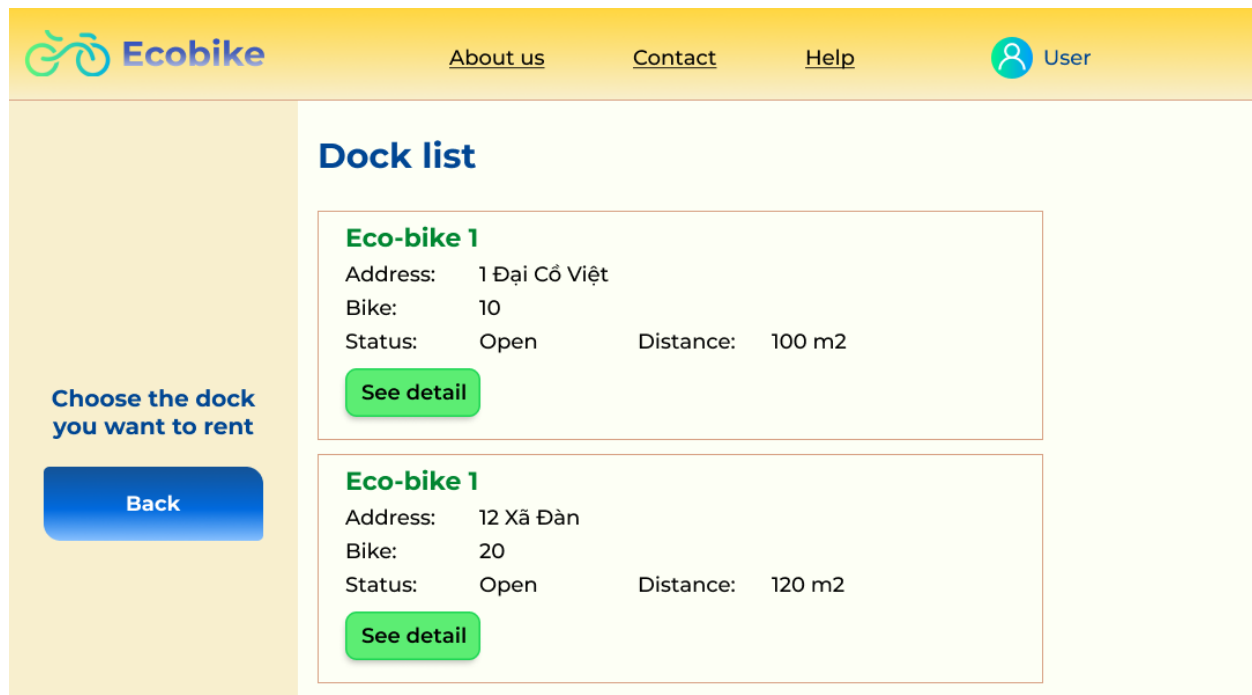 Ecobike
About us
Contact
Help
User
Choose the dock
you want to rent
Back
Dock list
Eco-bike 1
Address: 1 Đại Cồ Việt
Bike: 10
Status: Open Distance: 100 m2
See detail
Eco-bike 1
Address: 12 Xã Đàn
Bike: 20
Status: Open Distance: 120 m2
See detail